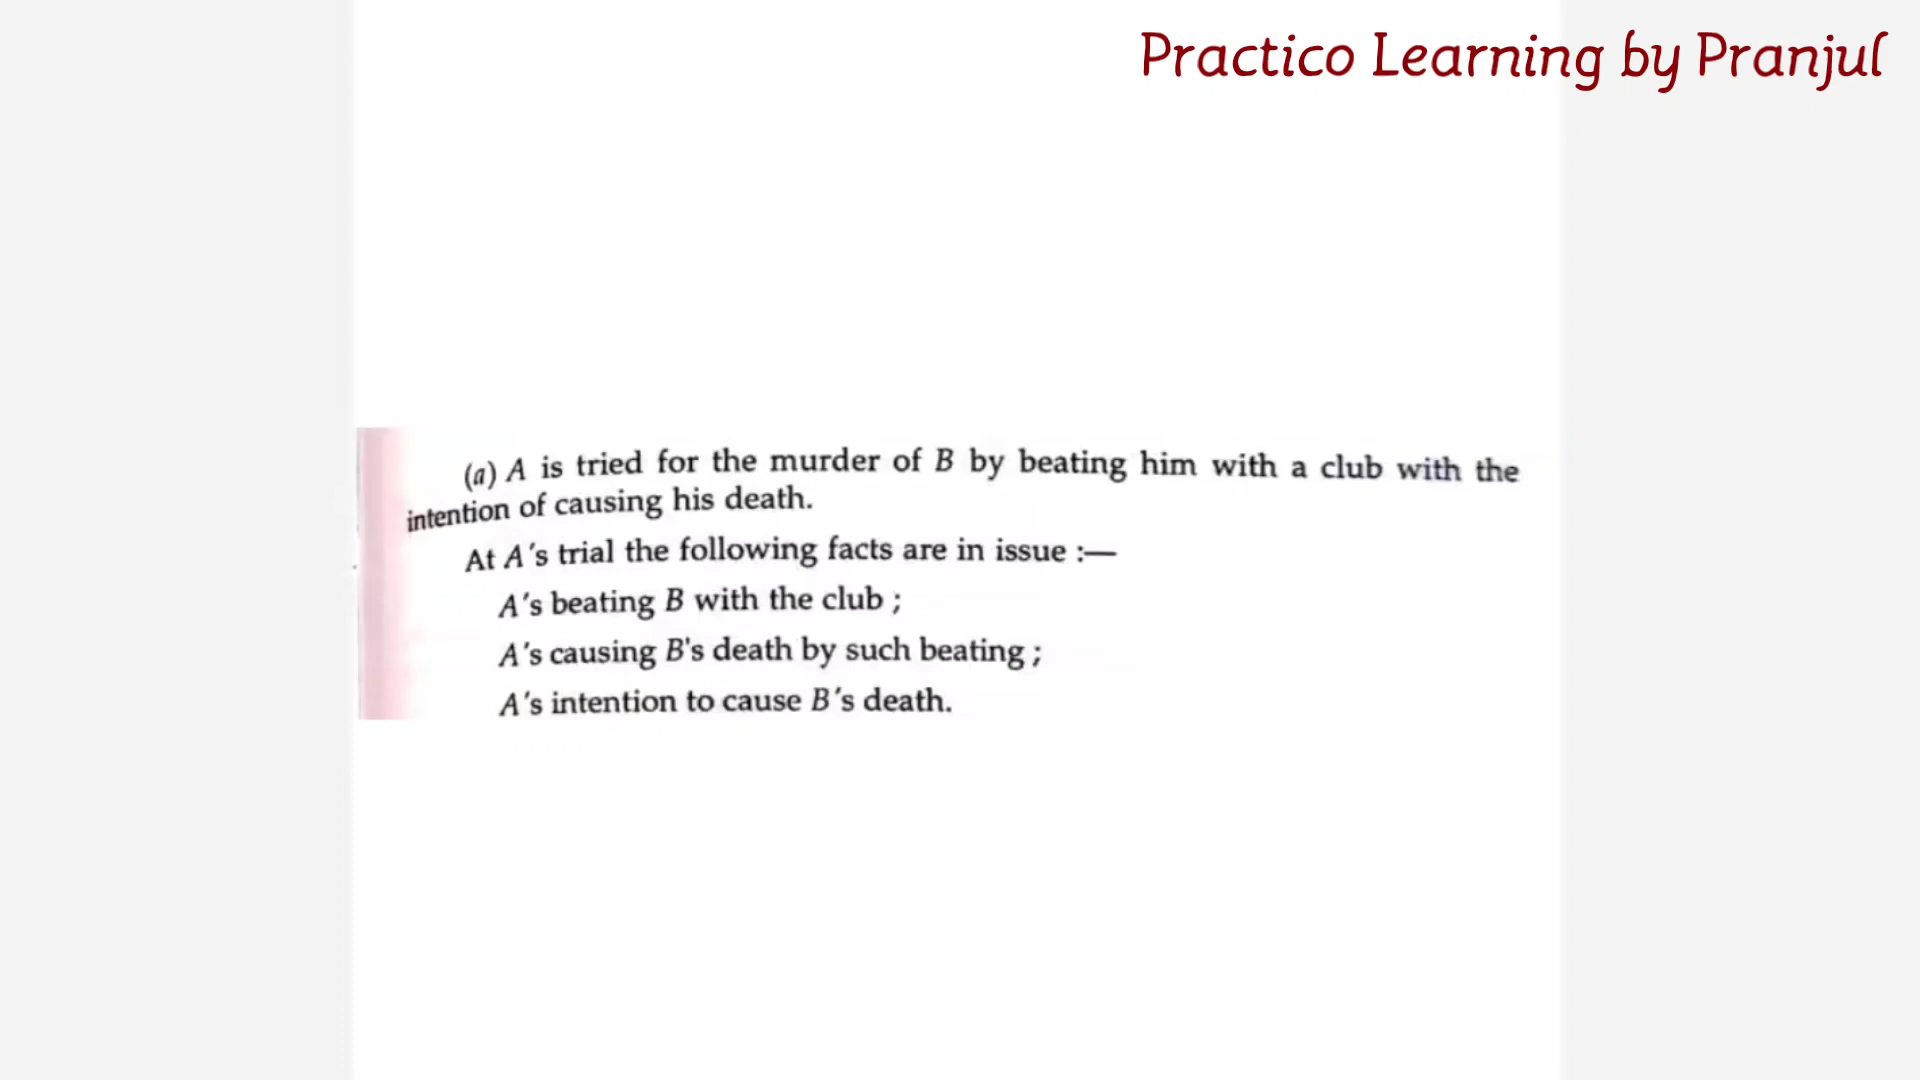 Practico Learning by Pranjul
(a) A is tried for the murder of B by beating him with a club with the
intention of causing his death.
At A's trial the following facts are in issue :—
A's beating B with the club ;
A's causing B's death by such beating ;
A's intention to cause B's death.